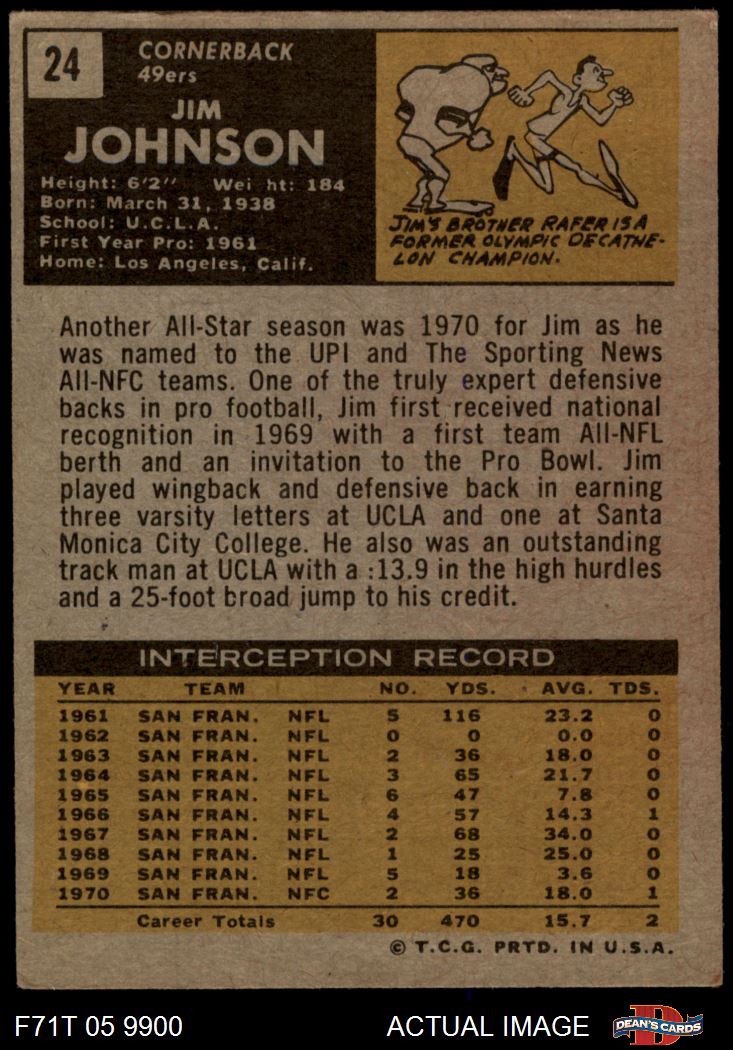 24
CORNERBACK
49ers
JIM
JOHNSON
Height: 6'2" Wei ht: 184
Born: March 31, 1938
School: U.C.L.A.
First Year Pro: 1961
Home: Los Angeles, Calif.
JIM'S BROTHER RAFER IS A
FORMER OLYMPIC DECATHE-
LON CHAMPION.
Another All-Star season was 1970 for Jim as he
was named to the UPI and The Sporting News
All-NFC teams. One of the truly expert defensive
backs in pro football, Jim first received national
recognition in 1969 with a first team All-NFL
berth and an invitation to the Pro Bowl. Jim
played wingback and defensive back in earning
three varsity letters at UCLA and one at Santa
Monica City College. He also was an outstanding
track man at UCLA with a :13.9 in the high hurdles
and a 25-foot broad jump to his credit.
INTERCEPTION RECORD
YEAR TEAM NO. YDS. AVG. TDS.
1961 SAN FRAN. NFL 5 116 23.2 0
1962 SAN FRAN. NFL 0 0 0.0 0
1963 SAN FRAN. NFL 2 36 18.0 0
1964 SAN FRAN. NFL 3 65 21.7 0
1965 SAN FRAN. NFL 6 47 7.8 0
1966 SAN FRAN. NFL 4 57 14.3 1
1967 SAN FRAN. NFL 2 68 34.0 0
1968 SAN FRAN. NFL 1 25 25.0 0
1969 SAN FRAN. NFL 5 18 3.6 0
1970 SAN FRAN. NFC 2 36 18.0 1
Career Totals 30 470 15.7 2
© T.C.G. PRTD. IN U.S.A.
F71T 05 9900 ACTUAL IMAGE D DEAN'S CARDS